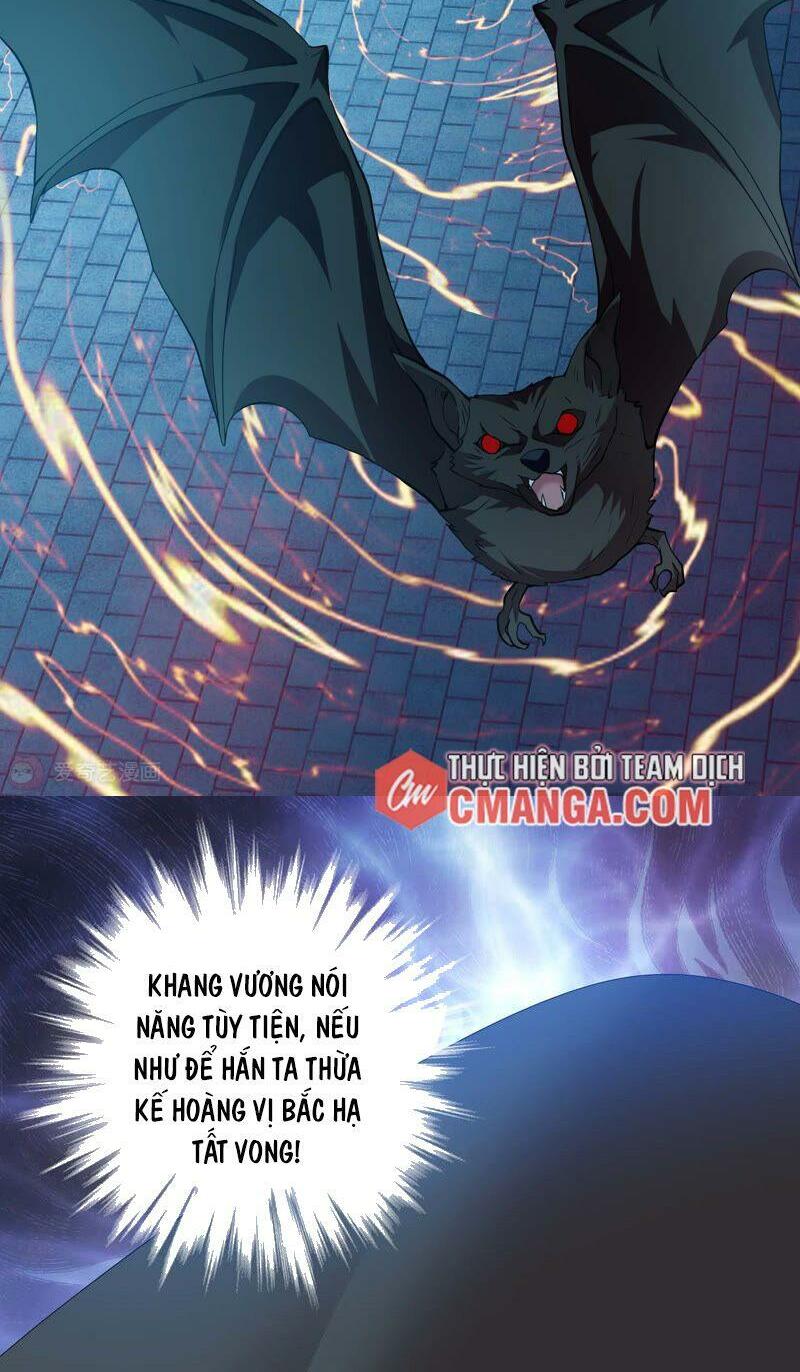 爱奇艺漫画
THỰC HIỆN BỞI TEAM DỊCH
Cm CMANGA.COM
KHANG VƯƠNG NÓI
NĂNG TÙY TIỆN, NẾU
NHƯ ĐỂ HẮN TA THỪA
KẾ HOÀNG VỊ BẮC HẠ
TẤT VONG!